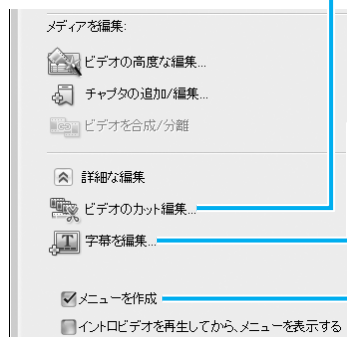 メディアを編集:
ビデオの高度な編集...
チャプタの追加/編集...
ビデオを合成/分離
詳細な編集
ビデオのカット編集...
字幕を編集...
メニューを作成
イントロビデオを再生してから、メニューを表示する